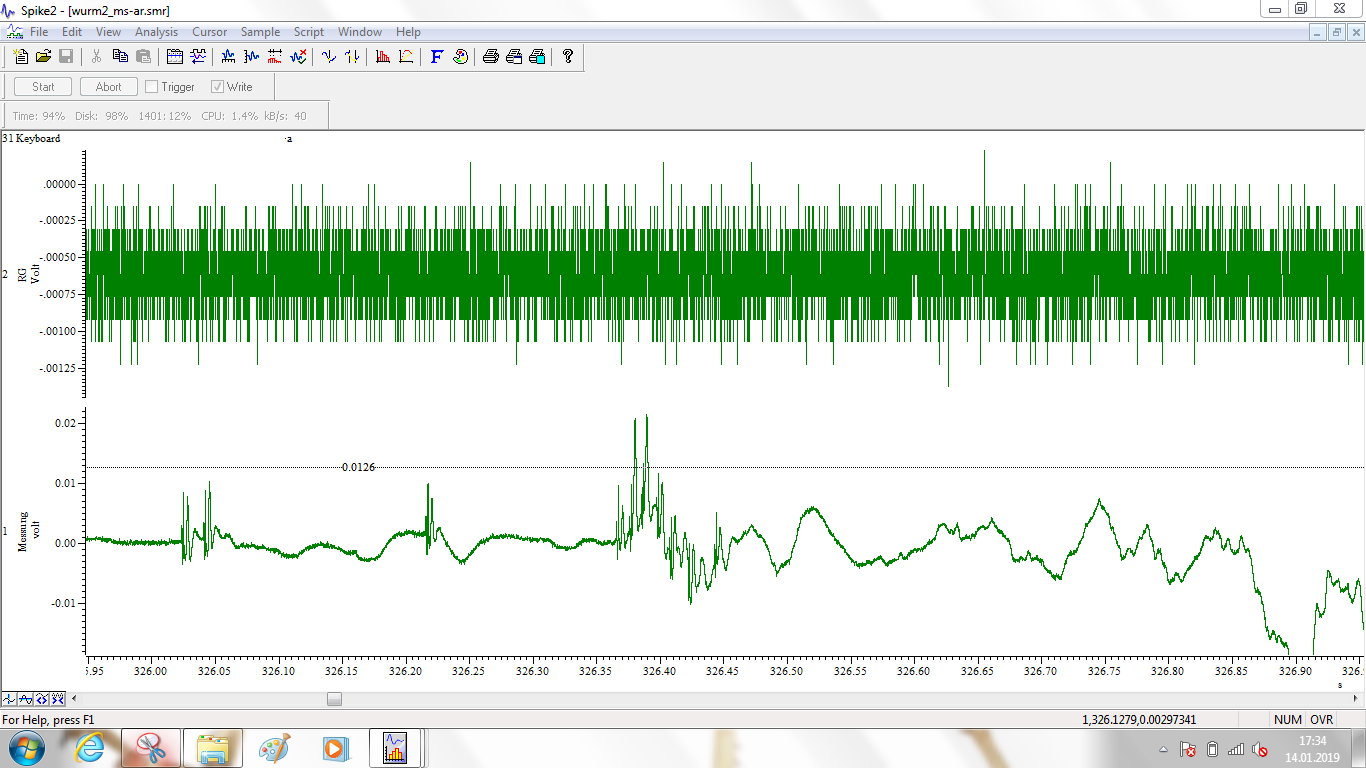 Spike2 - [wurm2_ms-ar.smr]
File Edit View Analysis Cursor Sample Script Window Help
Start Abort Trigger Write
Time: 94% Disk: 98% 1401: 12% CPU: 1.4% kB/s: 40
31 Keyboard a
.00000
-.00025
-.00050
-.00075
-.00100
-.00125
2 RG Volt
0.02
0.0126
0.01
0.00
-0.01
1 Messung volt
5.95 326.00 326.05 326.10 326.15 326.20 326.25 326.30 326.35 326.40 326.45 326.50 326.55 326.60 326.65 326.70 326.75 326.80 326.85 326.90
s
For Help, press F1 1,326.1279,0.00297341 NUM OVR
17:34
14.01.2019